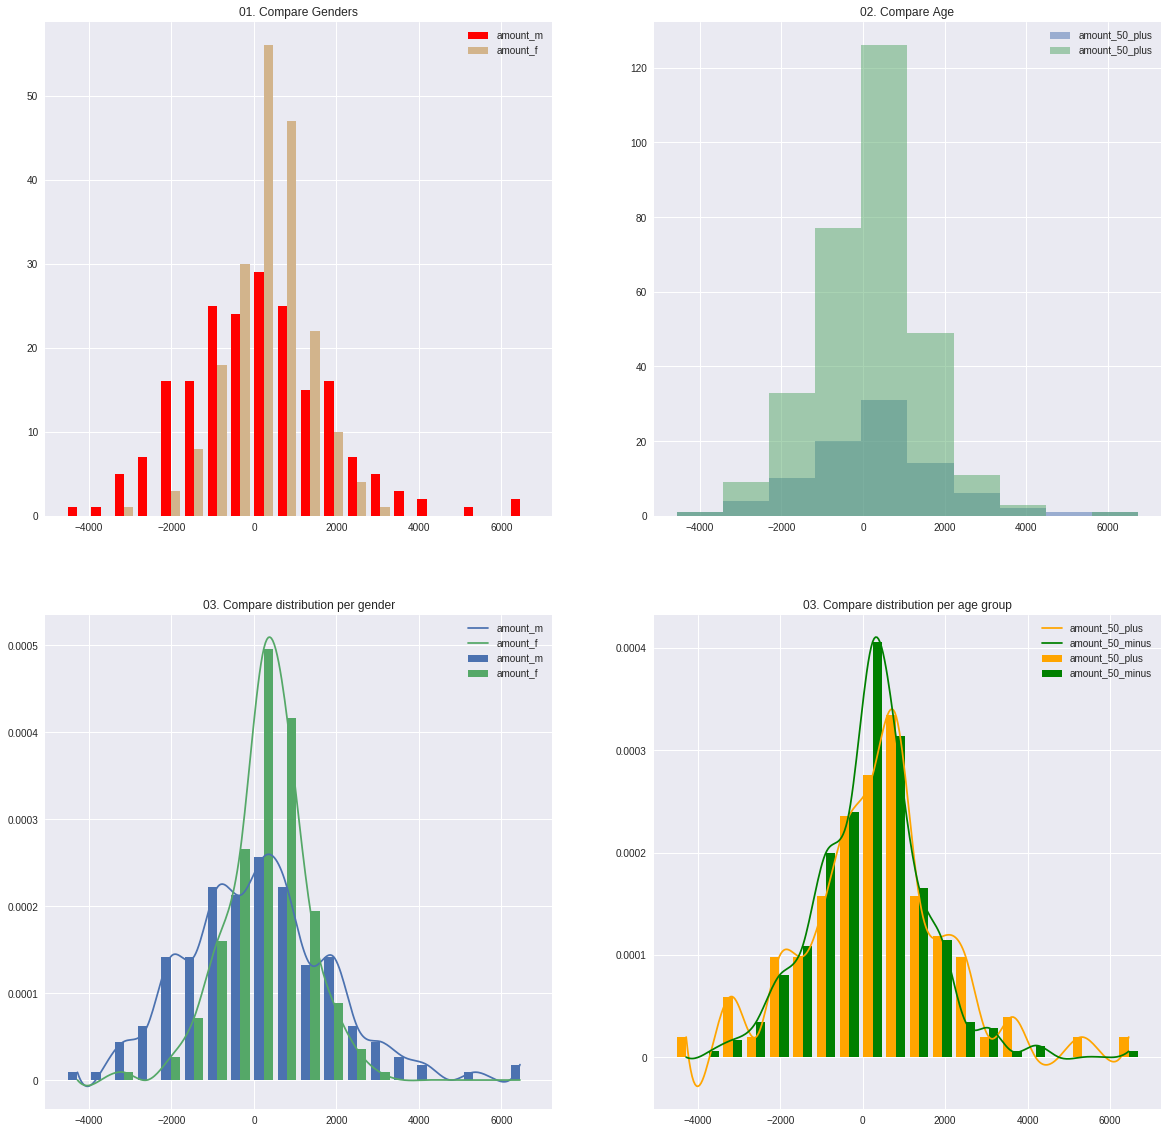 01. Compare Genders
amount_m
amount_f
50
40
30
20
10
0
−4000 −2000 0 2000 4000 6000
02. Compare Age
amount_50_plus
amount_50_plus
120
100
80
60
40
20
0
−4000 −2000 0 2000 4000 6000
03. Compare distribution per gender
amount_m
amount_f
amount_m
amount_f
0.0005
0.0004
0.0003
0.0002
0.0001
0
−4000 −2000 0 2000 4000 6000
03. Compare distribution per age group
amount_50_plus
amount_50_minus
amount_50_plus
amount_50_minus
0.0004
0.0003
0.0002
0.0001
0
−4000 −2000 0 2000 4000 6000